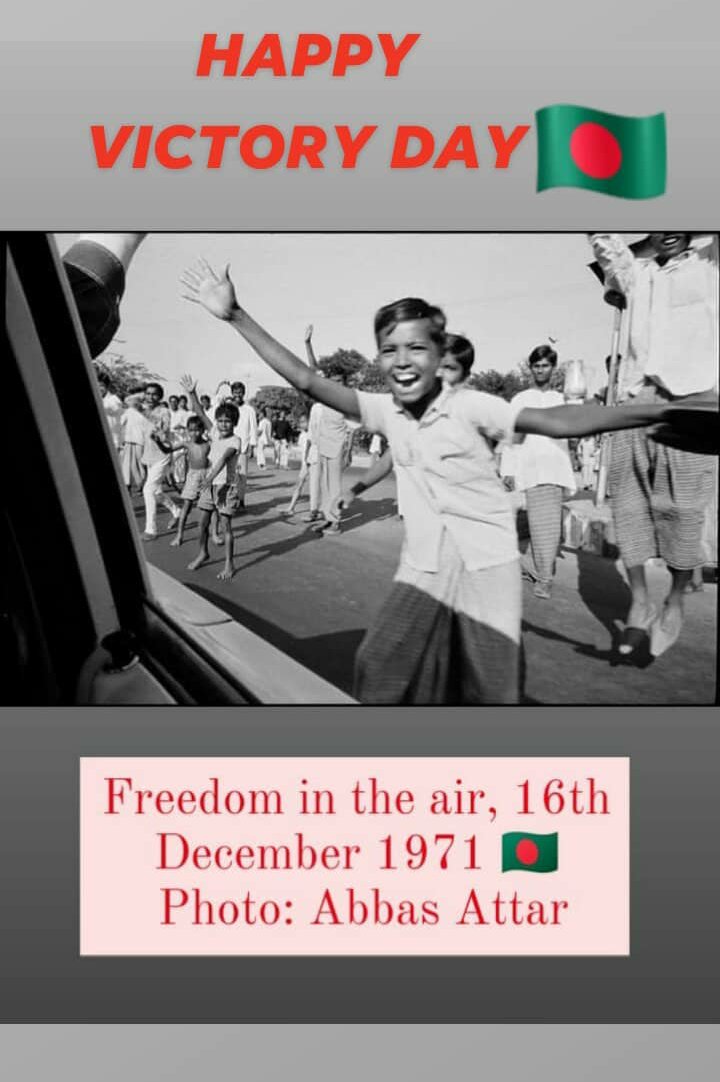 HAPPY
VICTORY DAY 🇧🇩
Freedom in the air, 16th
December 1971 🇧🇩
Photo: Abbas Attar